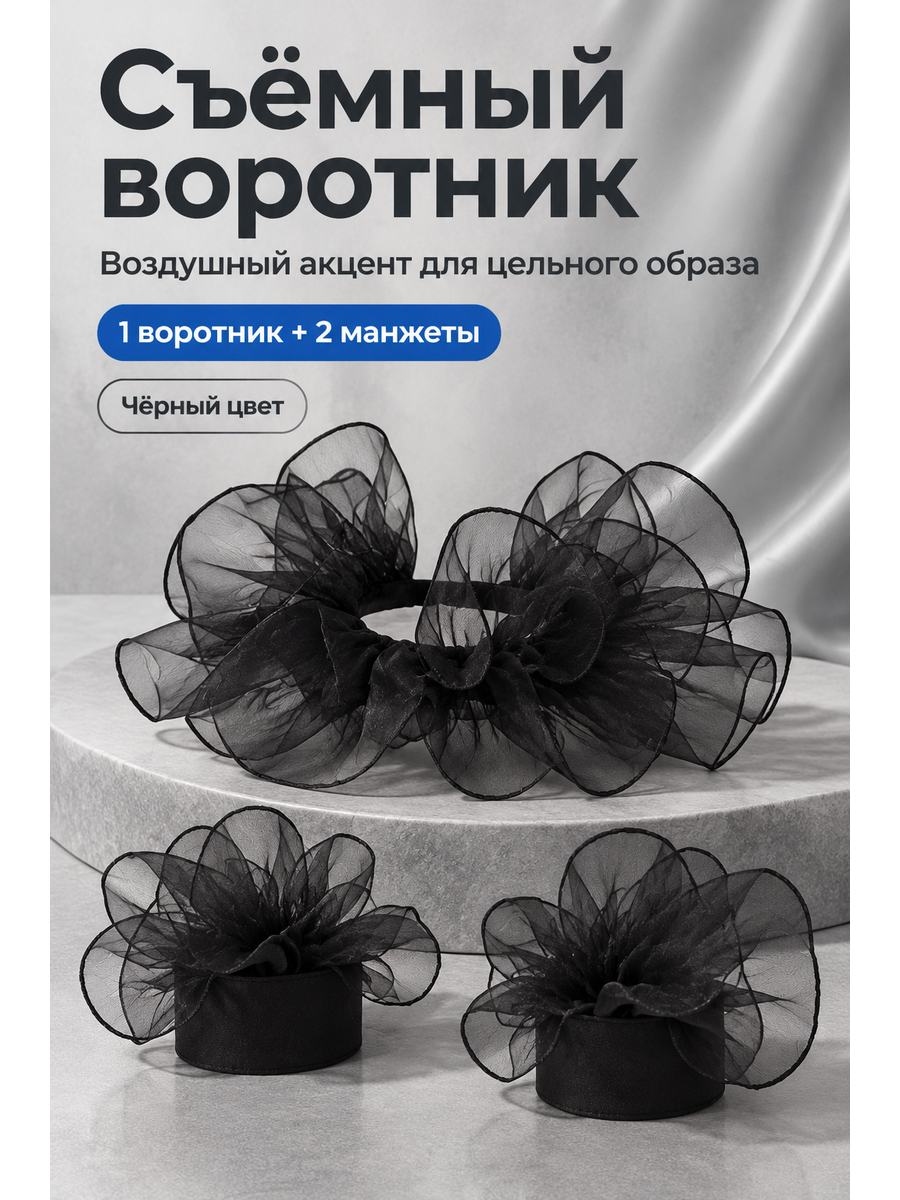 Съёмный
воротник
Воздушный акцент для цельного образа
1 воротник + 2 манжеты
Чёрный цвет